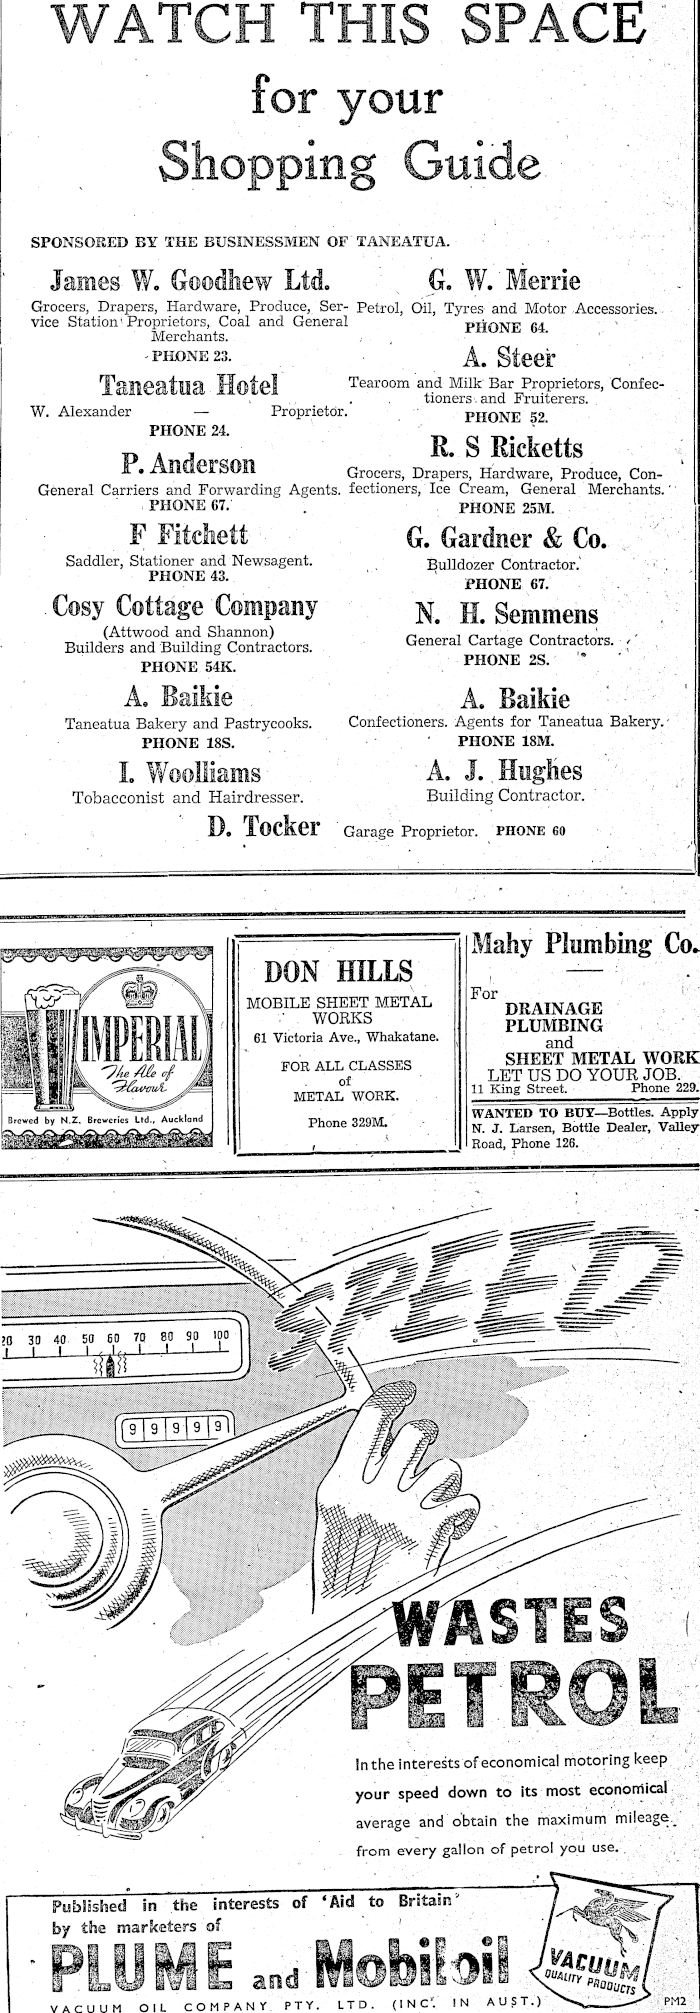 WATCH THIS SPACE
for your
Shopping Guide
SPONSORED BY THE BUSINESSMEN OF TANEATUA.
James W. Goodhew Ltd.
Grocers, Drapers, Hardware, Produce, Ser-
vice Station Proprietors, Coal and General
Merchants.
PHONE 23.
Taneatua Hotel
W. Alexander — Proprietor.
PHONE 24.
P. Anderson
General Carriers and Forwarding Agents.
PHONE 67.
F Fitchett
Saddler, Stationer and Newsagent.
PHONE 43.
Cosy Cottage Company
(Attwood and Shannon)
Builders and Building Contractors.
PHONE 54K.
A. Baikie
Taneatua Bakery and Pastrycooks.
PHONE 18S.
I. Woolliams
Tobacconist and Hairdresser.
G. W. Merrie
Petrol, Oil, Tyres and Motor Accessories.
PHONE 64.
A. Steer
Tearoom and Milk Bar Proprietors, Confec-
tioners and Fruiterers.
PHONE 52.
R. S Ricketts
Grocers, Drapers, Hardware, Produce, Con-
fectioners, Ice Cream, General Merchants.
PHONE 25M.
G. Gardner & Co.
Bulldozer Contractor.
PHONE 67.
N. H. Semmens
General Cartage Contractors.
PHONE 2S.
A. Baikie
Confectioners. Agents for Taneatua Bakery.
PHONE 18M.
A. J. Hughes
Building Contractor.
D. Tocker Garage Proprietor. PHONE 60
IMPERIAL
The Ale of
Flavour
Brewed by N.Z. Breweries Ltd., Auckland
DON HILLS
MOBILE SHEET METAL
WORKS
61 Victoria Ave., Whakatane.
FOR ALL CLASSES
of
METAL WORK.
Phone 329M.
Mahy Plumbing Co.
For
DRAINAGE
PLUMBING
and
SHEET METAL WORK
LET US DO YOUR JOB.
11 King Street. Phone 229.
WANTED TO BUY—Bottles. Apply
N. J. Larsen, Bottle Dealer, Valley
Road, Phone 126.
SPEED
20 30 40 50 60 70 80 90 100
9 9 9 9 9
WASTES
PETROL
In the interests of economical motoring keep
your speed down to its most economical
average and obtain the maximum mileage
from every gallon of petrol you use.
Published in the interests of 'Aid to Britain'
by the marketers of
PLUME and Mobiloil
VACUUM OIL COMPANY PTY. LTD. (INC. IN AUST.)
VACUUM
QUALITY PRODUCTS
PM2